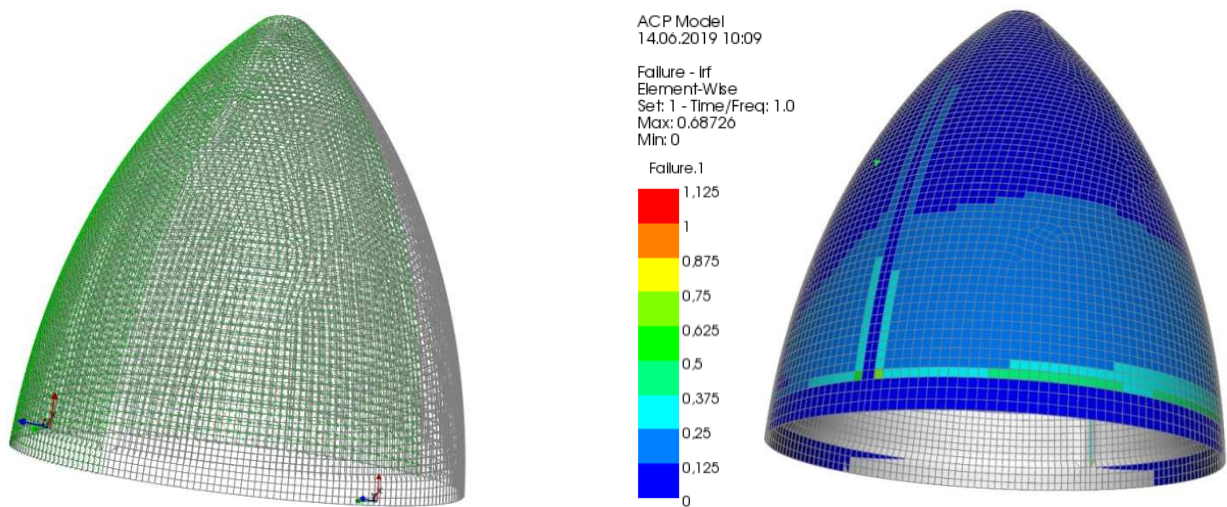 ACP Model
14.06.2019 10:09
Failure - irf
Element-Wise
Set: 1 - Time/Freq: 1.0
Max: 0.68726
Min: 0
Failure.1
1,125
1
0,875
0,75
0,625
0,5
0,375
0,25
0,125
0